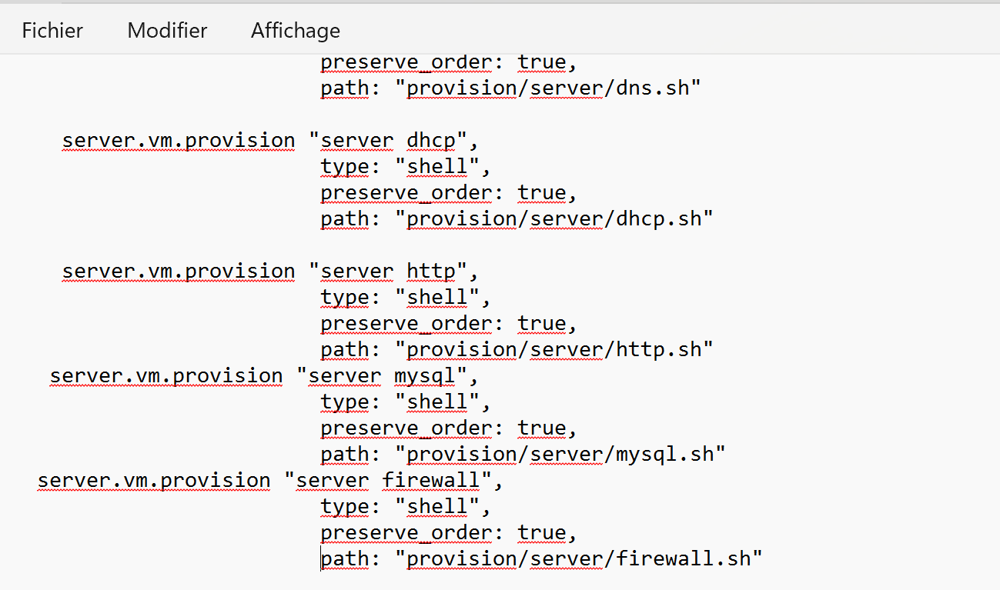 Fichier Modifier Affichage
preserve_order: true,
path: "provision/server/dns.sh"
server.vm.provision "server dhcp",
type: "shell",
preserve_order: true,
path: "provision/server/dhcp.sh"
server.vm.provision "server http",
type: "shell",
preserve_order: true,
path: "provision/server/http.sh"
server.vm.provision "server mysql",
type: "shell",
preserve_order: true,
path: "provision/server/mysql.sh"
server.vm.provision "server firewall",
type: "shell",
preserve_order: true,
path: "provision/server/firewall.sh"